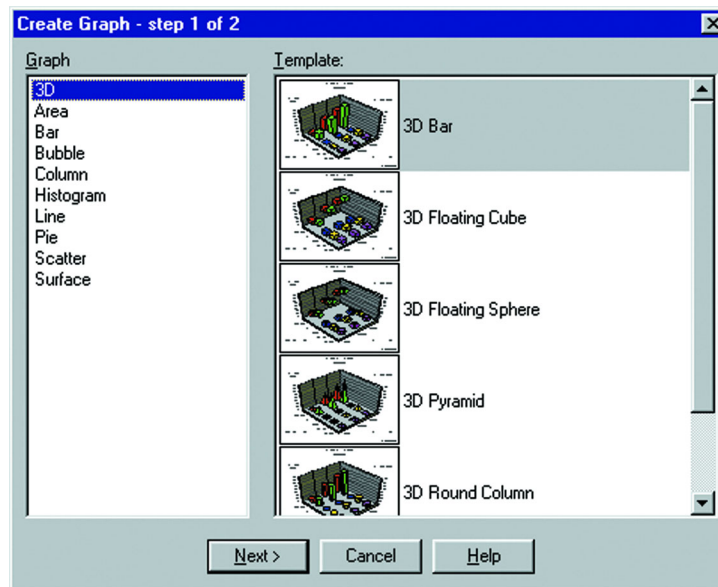 Create Graph - step 1 of 2
Graph
3D
Area
Bar
Bubble
Column
Histogram
Line
Pie
Scatter
Surface
Template:
3D Bar
3D Floating Cube
3D Floating Sphere
3D Pyramid
3D Round Column
Next >
Cancel
Help